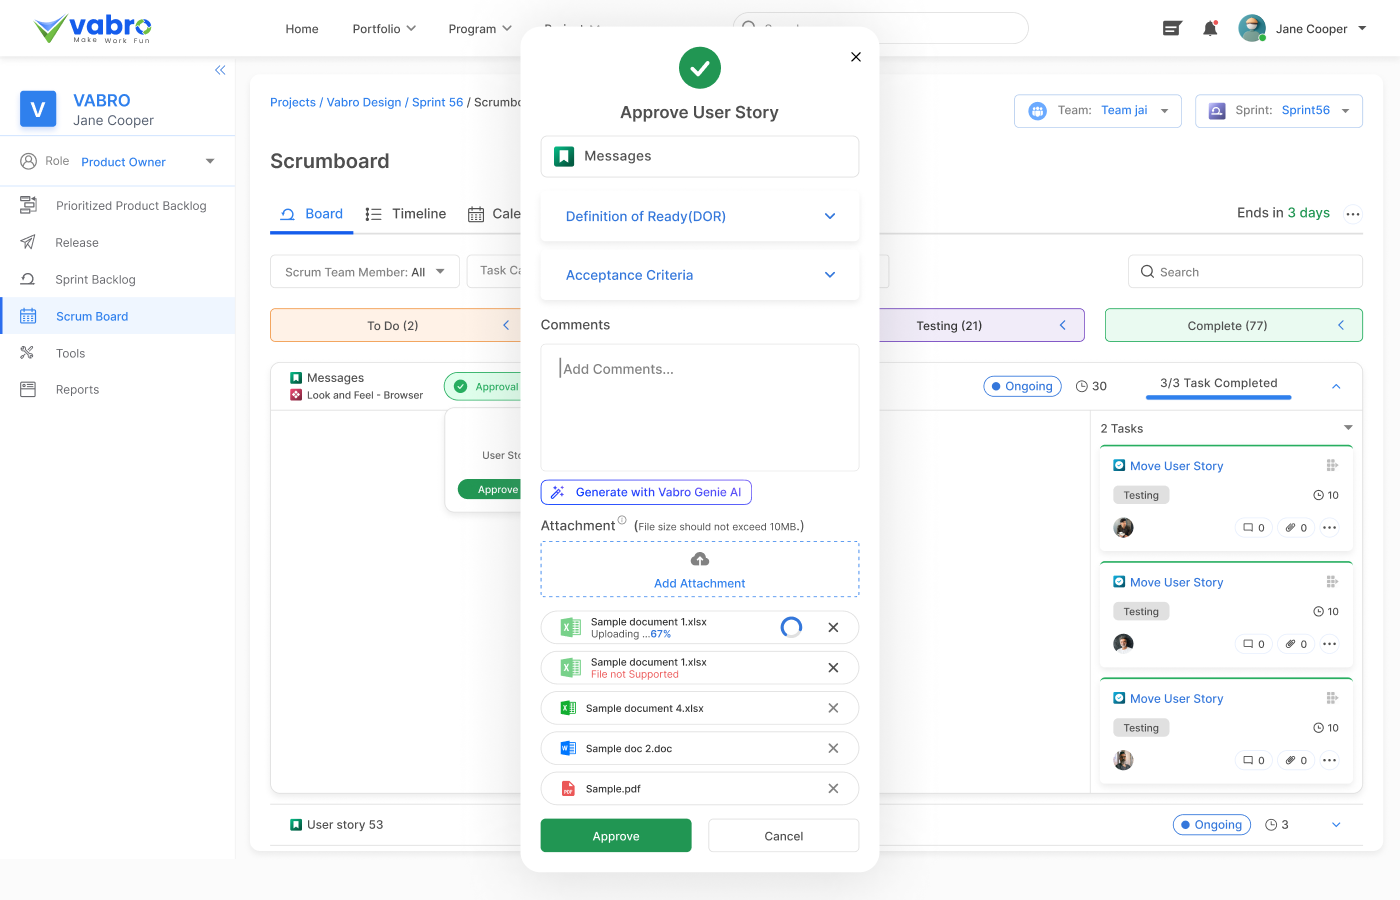 vabro
Make Work Fun
Home
Portfolio
Program
Jane Cooper
V
VABRO
Jane Cooper
Role Product Owner
Prioritized Product Backlog
Release
Sprint Backlog
Scrum Board
Tools
Reports
Projects / Vabro Design / Sprint 56 / Scrumbo
Team: Team jai
Sprint: Sprint56
Scrumboard
Board
Timeline
Cale
Ends in 3 days
Scrum Team Member: All
Task Ca
Search
To Do (2)
Testing (21)
Complete (77)
Messages
Look and Feel - Browser
Approval
User Sto
Approve
Ongoing
30
3/3 Task Completed
2 Tasks
Move User Story
Testing
10
0
0
Move User Story
Testing
10
0
0
Move User Story
Testing
10
0
0
User story 53
Ongoing
3
Approve User Story
Messages
Definition of Ready(DOR)
Acceptance Criteria
Comments
Add Comments...
Generate with Vabro Genie AI
Attachment (File size should not exceed 10MB.)
Add Attachment
Sample document 1.xlsx
Uploading ...67%
Sample document 1.xlsx
File not Supported
Sample document 4.xlsx
Sample doc 2.doc
Sample.pdf
Approve
Cancel